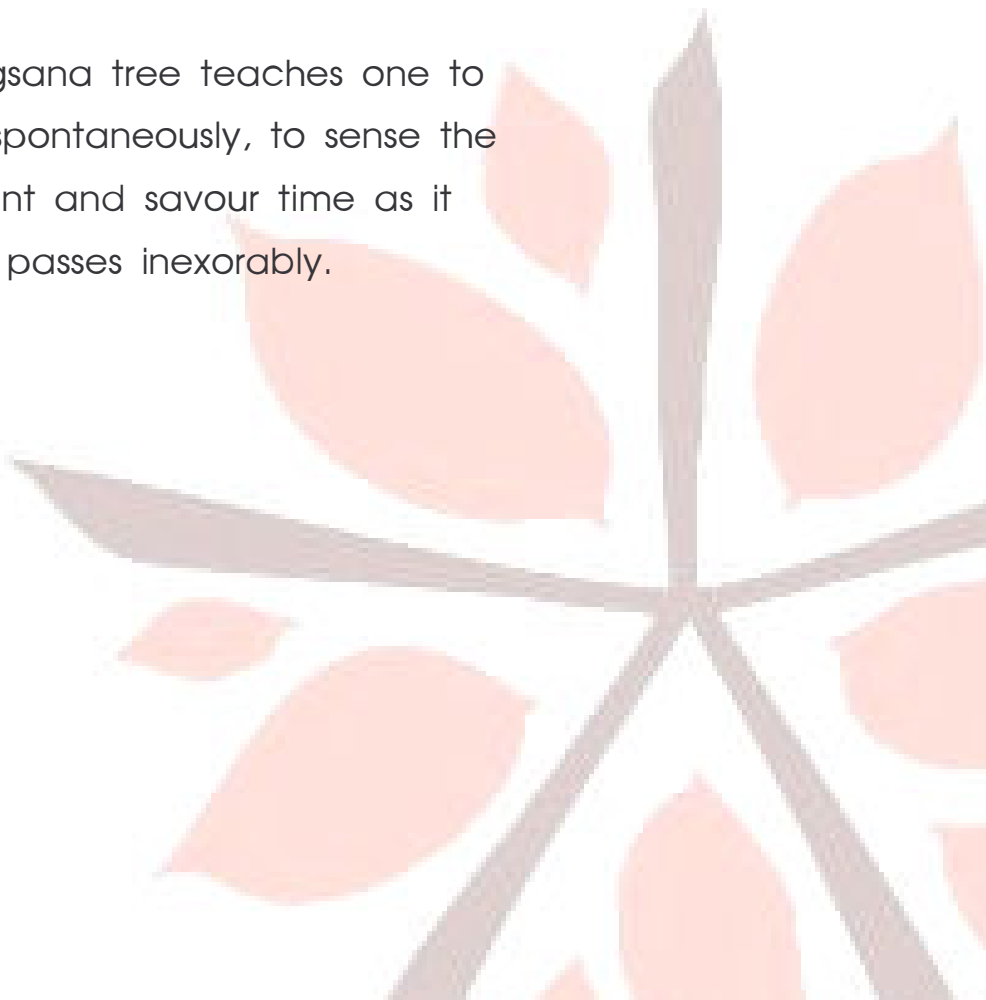 gsana tree teaches one to
spontaneously, to sense the
nt and savour time as it
passes inexorably.